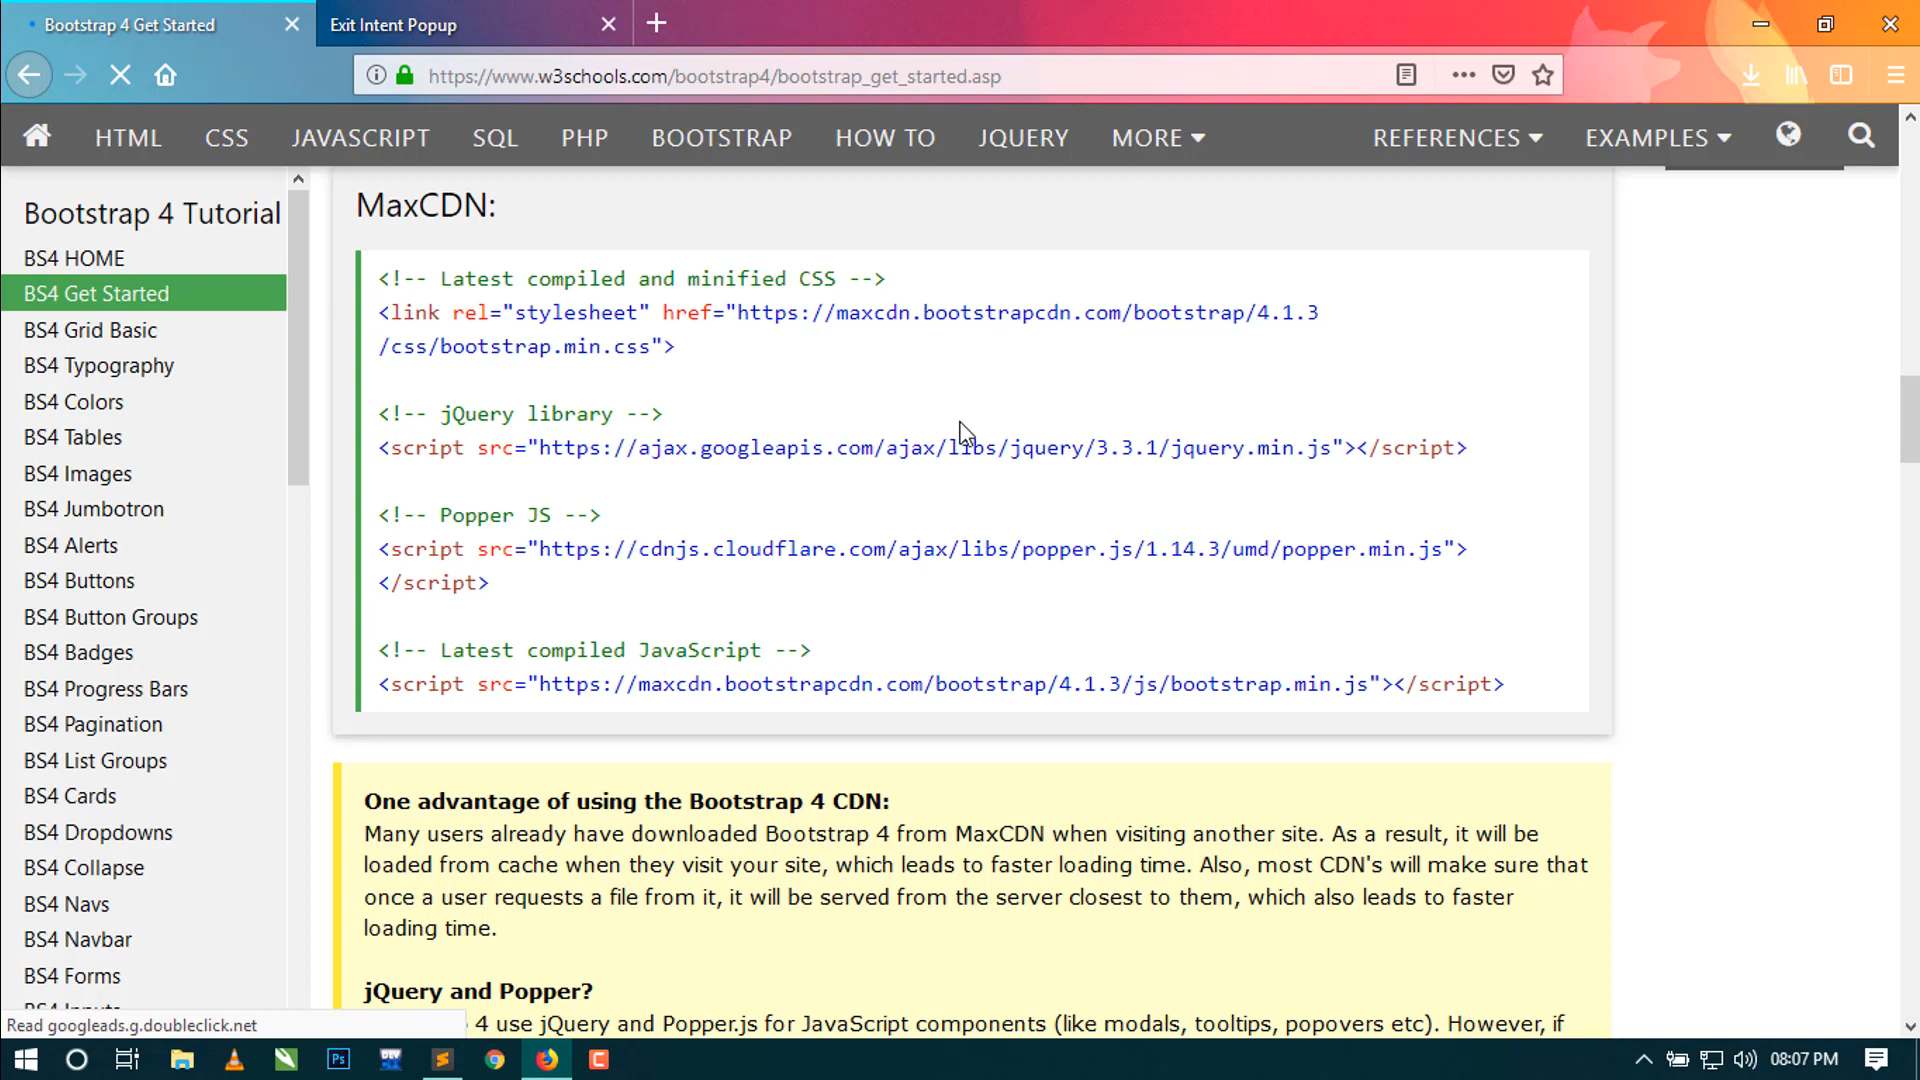 Bootstrap 4 Get Started
Exit Intent Popup
https://www.w3schools.com/bootstrap4/bootstrap_get_started.asp
HTML CSS JAVASCRIPT SQL PHP BOOTSTRAP HOW TO JQUERY MORE REFERENCES EXAMPLES
Bootstrap 4 Tutorial
BS4 HOME
BS4 Get Started
BS4 Grid Basic
BS4 Typography
BS4 Colors
BS4 Tables
BS4 Images
BS4 Jumbotron
BS4 Alerts
BS4 Buttons
BS4 Button Groups
BS4 Badges
BS4 Progress Bars
BS4 Pagination
BS4 List Groups
BS4 Cards
BS4 Dropdowns
BS4 Collapse
BS4 Navs
BS4 Navbar
BS4 Forms
MaxCDN:
<!-- Latest compiled and minified CSS -->
<link rel="stylesheet" href="https://maxcdn.bootstrapcdn.com/bootstrap/4.1.3
/css/bootstrap.min.css">
<!-- jQuery library -->
<script src="https://ajax.googleapis.com/ajax/libs/jquery/3.3.1/jquery.min.js"></script>
<!-- Popper JS -->
<script src="https://cdnjs.cloudflare.com/ajax/libs/popper.js/1.14.3/umd/popper.min.js">
</script>
<!-- Latest compiled JavaScript -->
<script src="https://maxcdn.bootstrapcdn.com/bootstrap/4.1.3/js/bootstrap.min.js"></script>
One advantage of using the Bootstrap 4 CDN:
Many users already have downloaded Bootstrap 4 from MaxCDN when visiting another site. As a result, it will be
loaded from cache when they visit your site, which leads to faster loading time. Also, most CDN's will make sure that
once a user requests a file from it, it will be served from the server closest to them, which also leads to faster
loading time.
jQuery and Popper?
4 use jQuery and Popper.js for JavaScript components (like modals, tooltips, popovers etc). However, if
Read googleads.g.doubleclick.net
Ps
08:07 PM